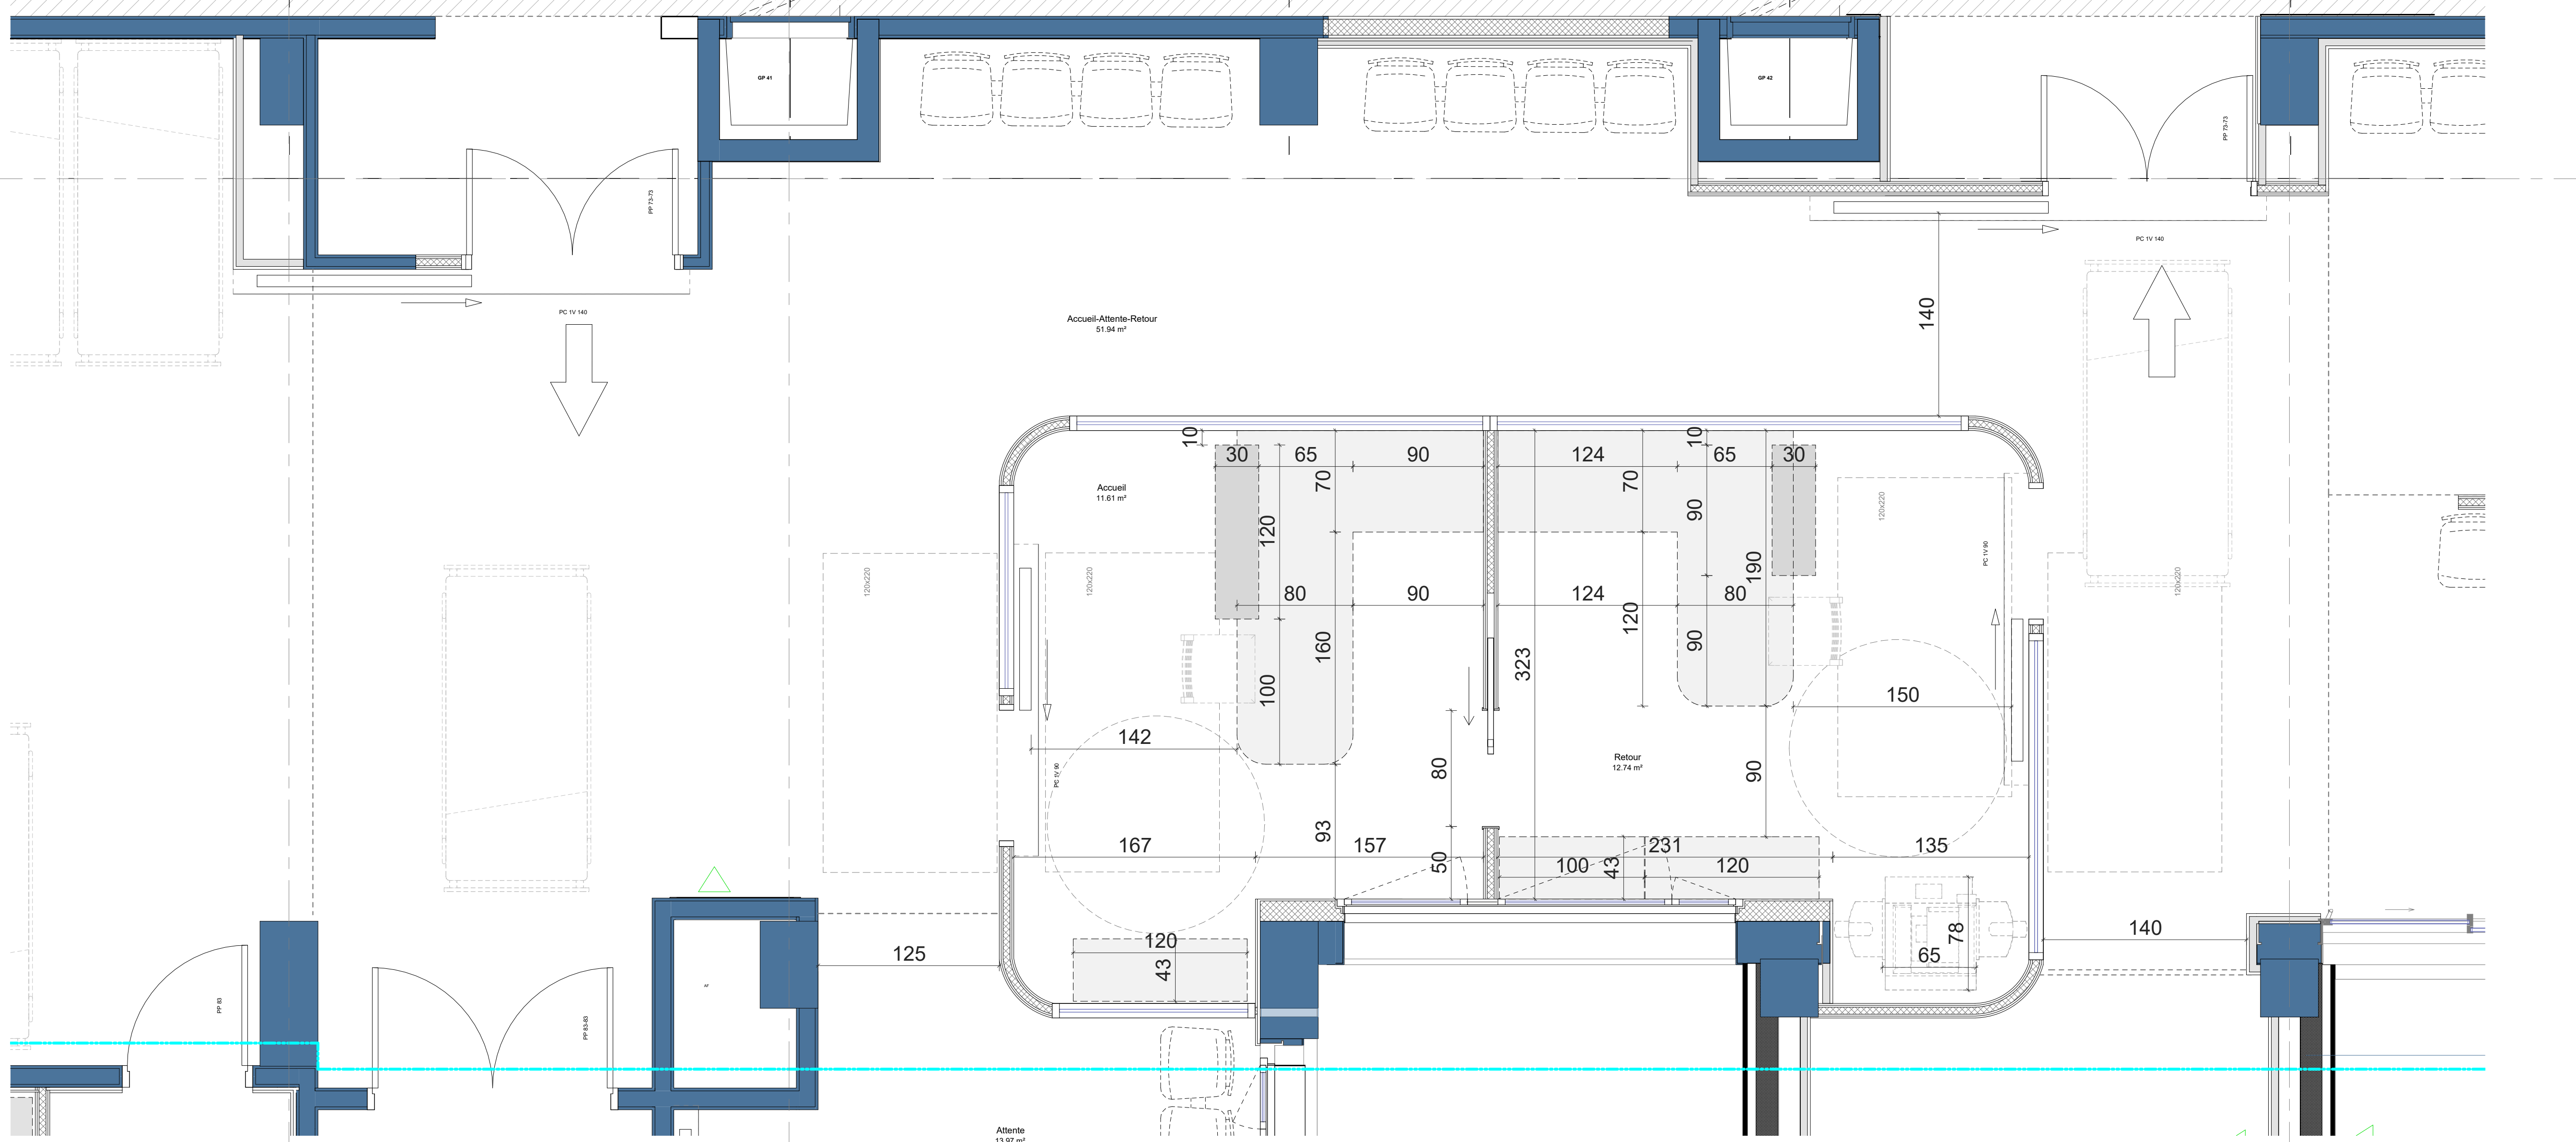 GP 41
GP 42
PP 73-73
PP 73-73
PC 1V 140
PC 1V 140
Accueil-Attente-Retour
51.94 m²
140
10
30
65
90
124
10
65
30
70
70
Accueil
11.61 m²
120
90
120x220
PC 1V 90
120x220
120x220
120x220
80
90
124
190
80
120
160
90
323
100
150
142
Retour
12.74 m²
PC 1V 90
80
90
93
167
157
50
231
135
100
43
120
120
43
125
65
78
140
AF
PP 83
PP 83-83
Attente
13.97 m²